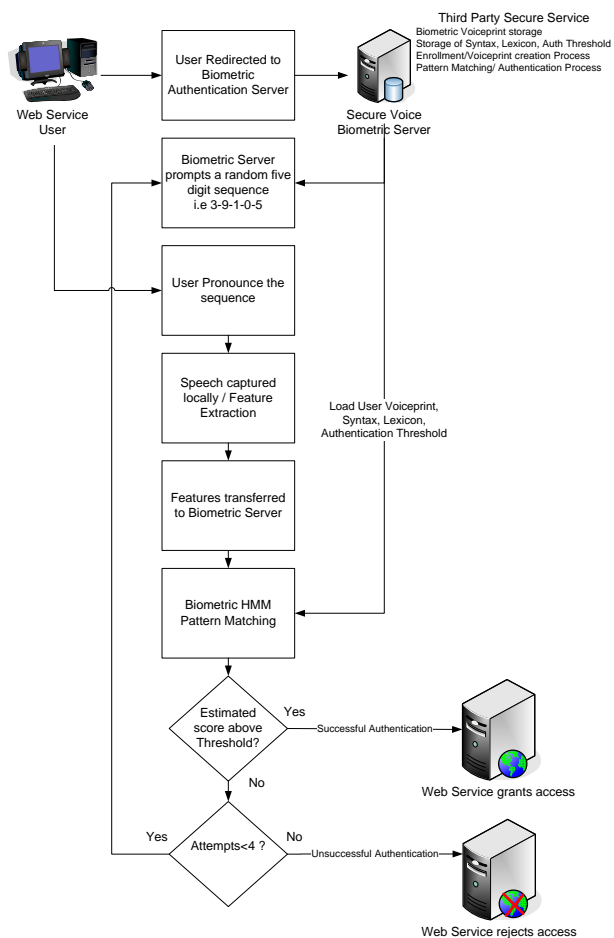 Third Party Secure Service
Biometric Voiceprint storage
Storage of Syntax, Lexicon, Auth Threshold
Enrollment/Voiceprint creation Process
Pattern Matching/ Authentication Process
Web Service
User
User Redirected to
Biometric
Authentication Server
Secure Voice
Biometric Server
Biometric Server
prompts a random five
digit sequence
i.e 3-9-1-0-5
User Pronounce the
sequence
Speech captured
locally / Feature
Extraction
Load User Voiceprint,
Syntax, Lexicon,
Authentication Threshold
Features transferred
to Biometric Server
Biometric HMM
Pattern Matching
Estimated
score above
Threshold?
Yes
Successful Authentication
Web Service grants access
No
Attempts<4 ?
Yes
No
Unsuccessful Authentication
Web Service rejects access